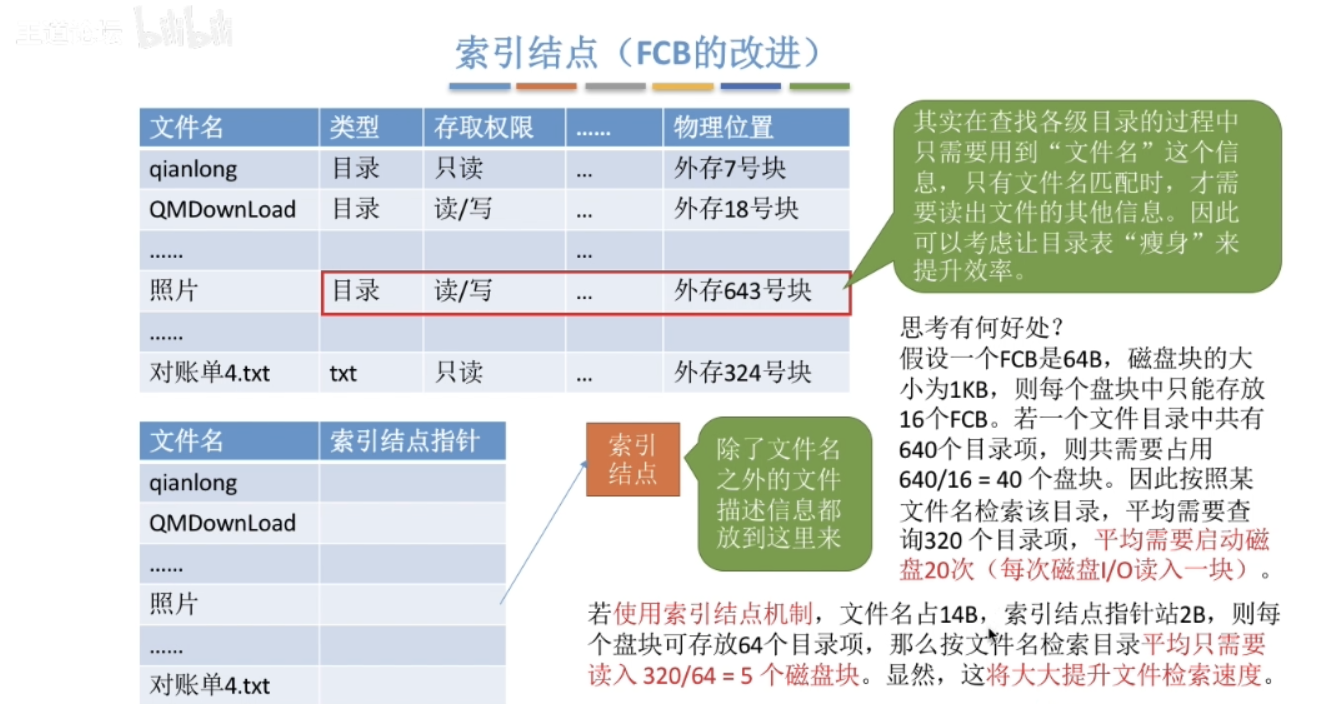 王道论坛 bilibili
索引结点（FCB的改进）
文件名 类型 存取权限 …… 物理位置
qianlong 目录 只读 ... 外存7号块
QMDownLoad 目录 读/写 ... 外存18号块
…… ...
照片 目录 读/写 ... 外存643号块
……
对账单4.txt txt 只读 ... 外存324号块
其实在查找各级目录的过程中
只需要用到“文件名”这个信
息，只有文件名匹配时，才需
要读出文件的其他信息。因此
可以考虑让目录表“瘦身”来
提升效率。
思考有何好处？
假设一个FCB是64B，磁盘块的大
小为1KB，则每个盘块中只能存放
16个FCB。若一个文件目录中共有
640个目录项，则共需要占用
640/16 = 40 个盘块。因此按照某
文件名检索该目录，平均需要查
询320 个目录项，平均需要启动磁
盘20次（每次磁盘I/O读入一块）。
文件名 索引结点指针
qianlong
QMDownLoad
……
照片
……
对账单4.txt
索引
结点
除了文件名
之外的文件
描述信息都
放到这里来
若使用索引结点机制，文件名占14B，索引结点指针站2B，则每
个盘块可存放64个目录项，那么按文件名检索目录平均只需要
读入 320/64 = 5 个磁盘块。显然，这将大大提升文件检索速度。